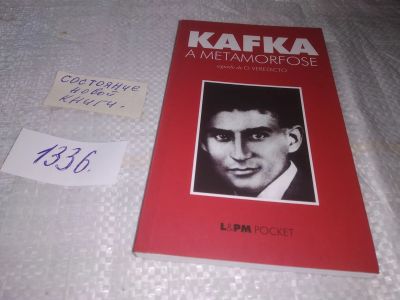 KAFKA
A METAMORFOSE
seguido de O VEREDICTO
L&PM POCKET
состояние
новой
книги.
1336.